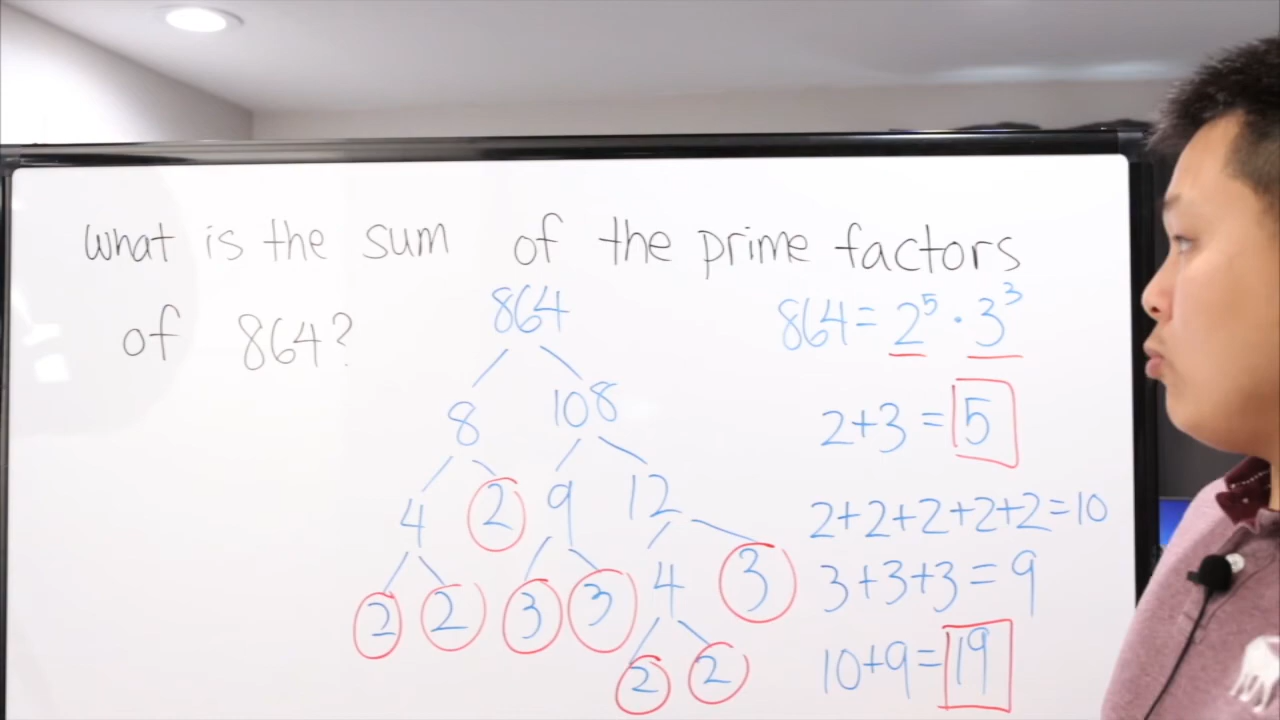 what is the sum of the prime factors
of 864?
864
8 108
4 2 9 12
2 2 3 3 4 3
2 2
864 = 2⁵ · 3³
2+3 = 5
2+2+2+2+2=10
3+3+3=9
10+9=19